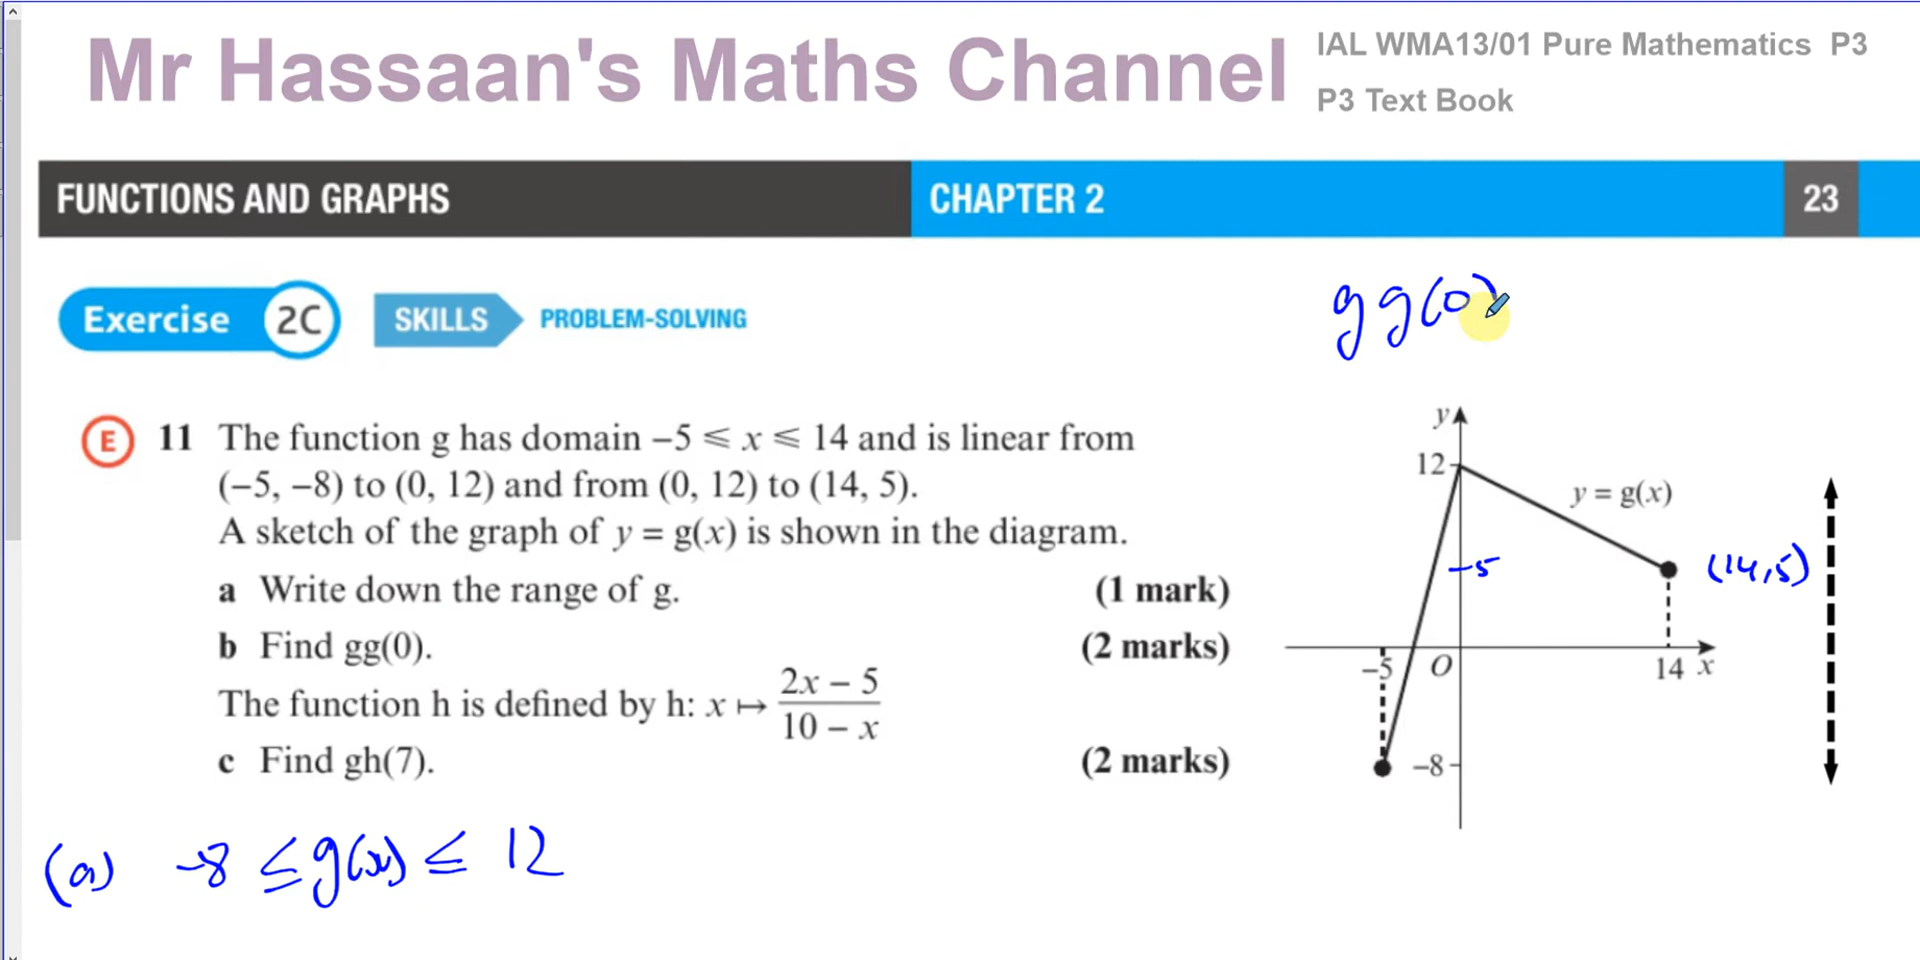 Mr Hassaan's Maths Channel
IAL WMA13/01 Pure Mathematics P3
P3 Text Book
FUNCTIONS AND GRAPHS CHAPTER 2 23
Exercise 2C SKILLS PROBLEM-SOLVING
gg(0)
E 11 The function g has domain −5 ⩽ x ⩽ 14 and is linear from
(−5, −8) to (0, 12) and from (0, 12) to (14, 5).
A sketch of the graph of y = g(x) is shown in the diagram.
a Write down the range of g. (1 mark)
b Find gg(0). (2 marks)
The function h is defined by h: x ↦ (2x − 5)/(10 − x)
c Find gh(7). (2 marks)
y
12
y = g(x)
−5
(14,5)
−5 O 14 x
−8
(a) −8 ≤ g(x) ≤ 12